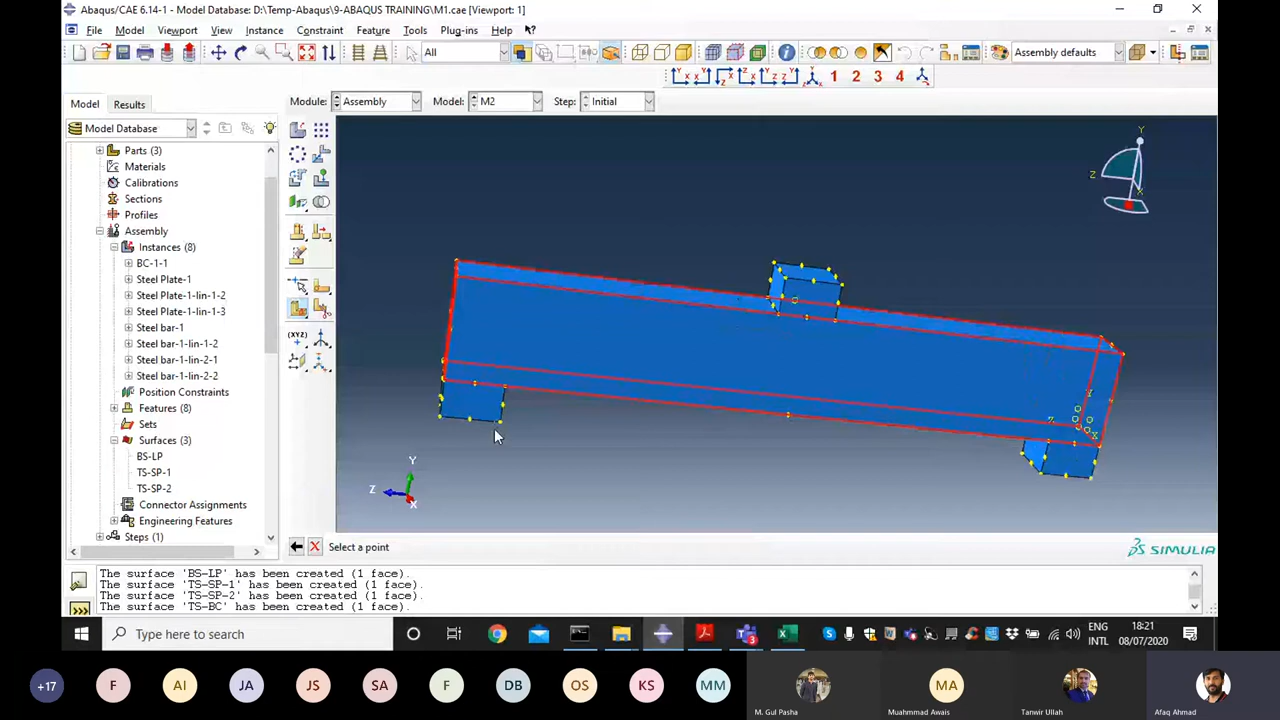 Abaqus/CAE 6.14-1 - Model Database: D:\Temp-Abaqus\9-ABAQUS TRAINING\M1.cae [Viewport: 1]
File Model Viewport View Instance Constraint Feature Tools Plug-ins Help
All
Assembly defaults
1 2 3 4
Model Results
Module: Assembly Model: M2 Step: Initial
Model Database
Parts (3)
Materials
Calibrations
Sections
Profiles
Assembly
Instances (8)
BC-1-1
Steel Plate-1
Steel Plate-1-lin-1-2
Steel Plate-1-lin-1-3
Steel bar-1
Steel bar-1-lin-1-2
Steel bar-1-lin-2-1
Steel bar-1-lin-2-2
Position Constraints
Features (8)
Sets
Surfaces (3)
BS-LP
TS-SP-1
TS-SP-2
Connector Assignments
Engineering Features
Steps (1)
(XYZ)
Y
Z
X
Y
Z
X
Select a point
SIMULIA
The surface 'BS-LP' has been created (1 face).
The surface 'TS-SP-1' has been created (1 face).
The surface 'TS-SP-2' has been created (1 face).
The surface 'TS-BC' has been created (1 face).
>>>
Type here to search
ENG
INTL
18:21
08/07/2020
+17 F AI JA JS SA F DB OS KS MM
M. Gul Pasha
MA
Muahmmad Awais
Tanwir Ullah
Afaq Ahmad